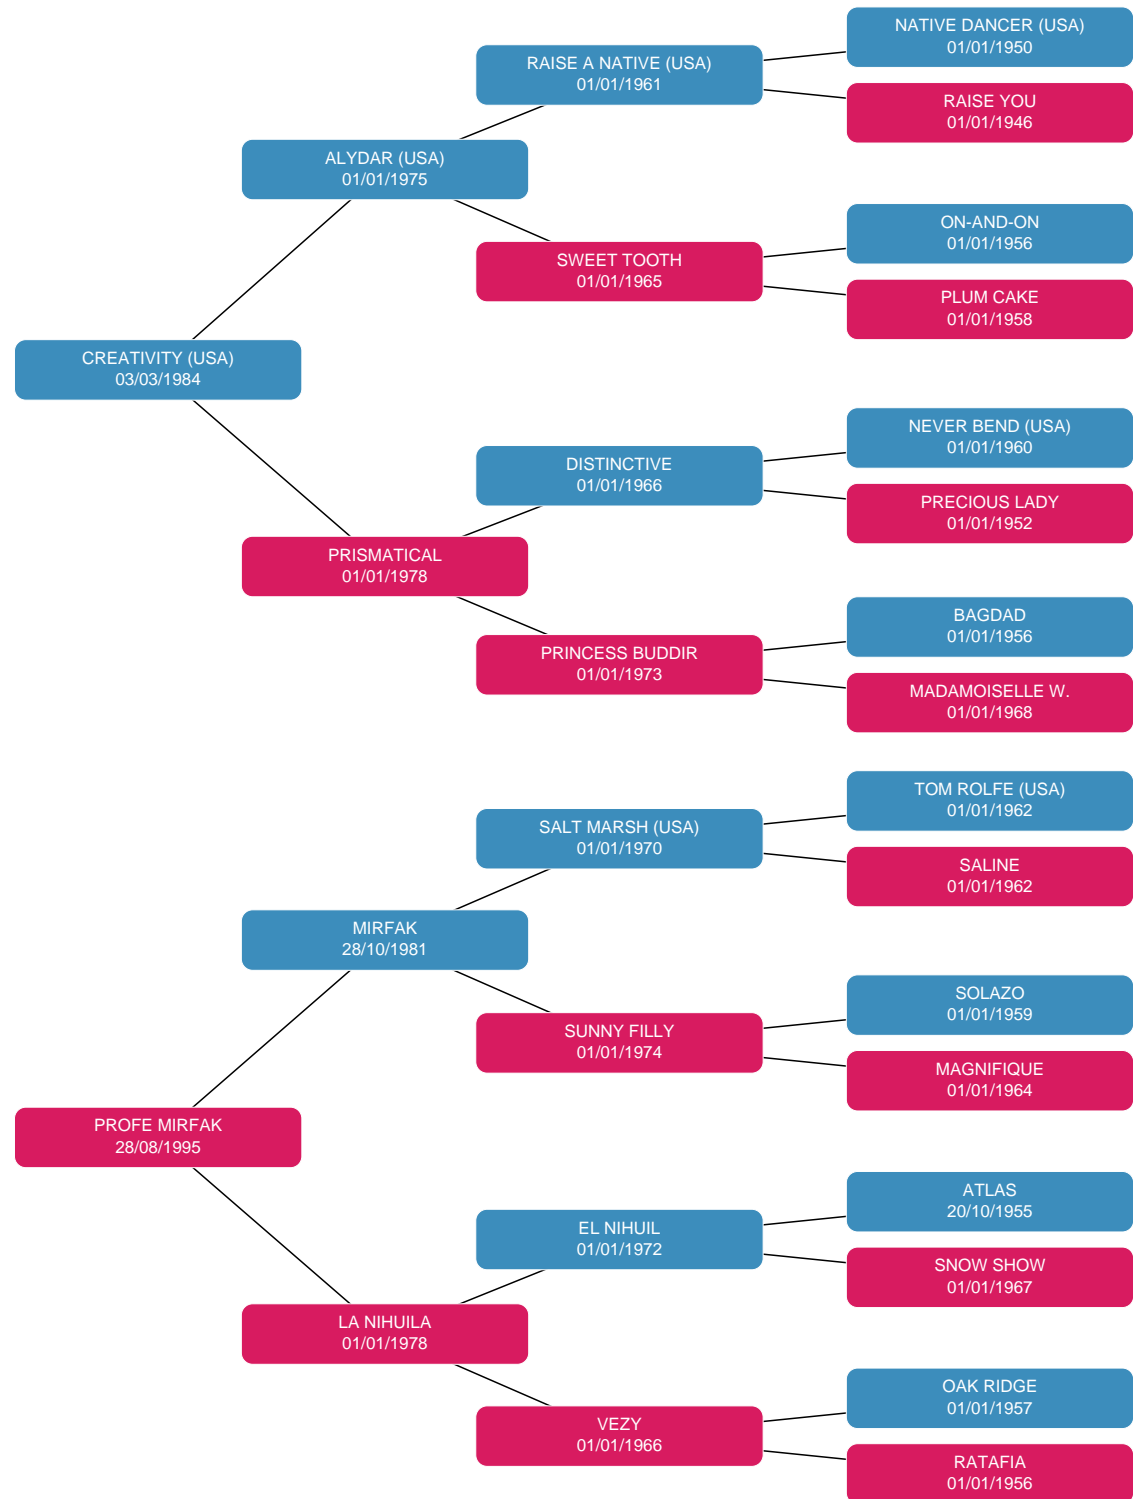 NATIVE DANCER (USA)
01/01/1950
RAISE A NATIVE (USA)
01/01/1961
RAISE YOU
01/01/1946
ALYDAR (USA)
01/01/1975
ON-AND-ON
01/01/1956
SWEET TOOTH
01/01/1965
PLUM CAKE
01/01/1958
CREATIVITY (USA)
03/03/1984
NEVER BEND (USA)
01/01/1960
DISTINCTIVE
01/01/1966
PRECIOUS LADY
01/01/1952
PRISMATICAL
01/01/1978
BAGDAD
01/01/1956
PRINCESS BUDDIR
01/01/1973
MADAMOISELLE W.
01/01/1968
TOM ROLFE (USA)
01/01/1962
SALT MARSH (USA)
01/01/1970
SALINE
01/01/1962
MIRFAK
28/10/1981
SOLAZO
01/01/1959
SUNNY FILLY
01/01/1974
MAGNIFIQUE
01/01/1964
PROFE MIRFAK
28/08/1995
ATLAS
20/10/1955
EL NIHUIL
01/01/1972
SNOW SHOW
01/01/1967
LA NIHUILA
01/01/1978
OAK RIDGE
01/01/1957
VEZY
01/01/1966
RATAFIA
01/01/1956